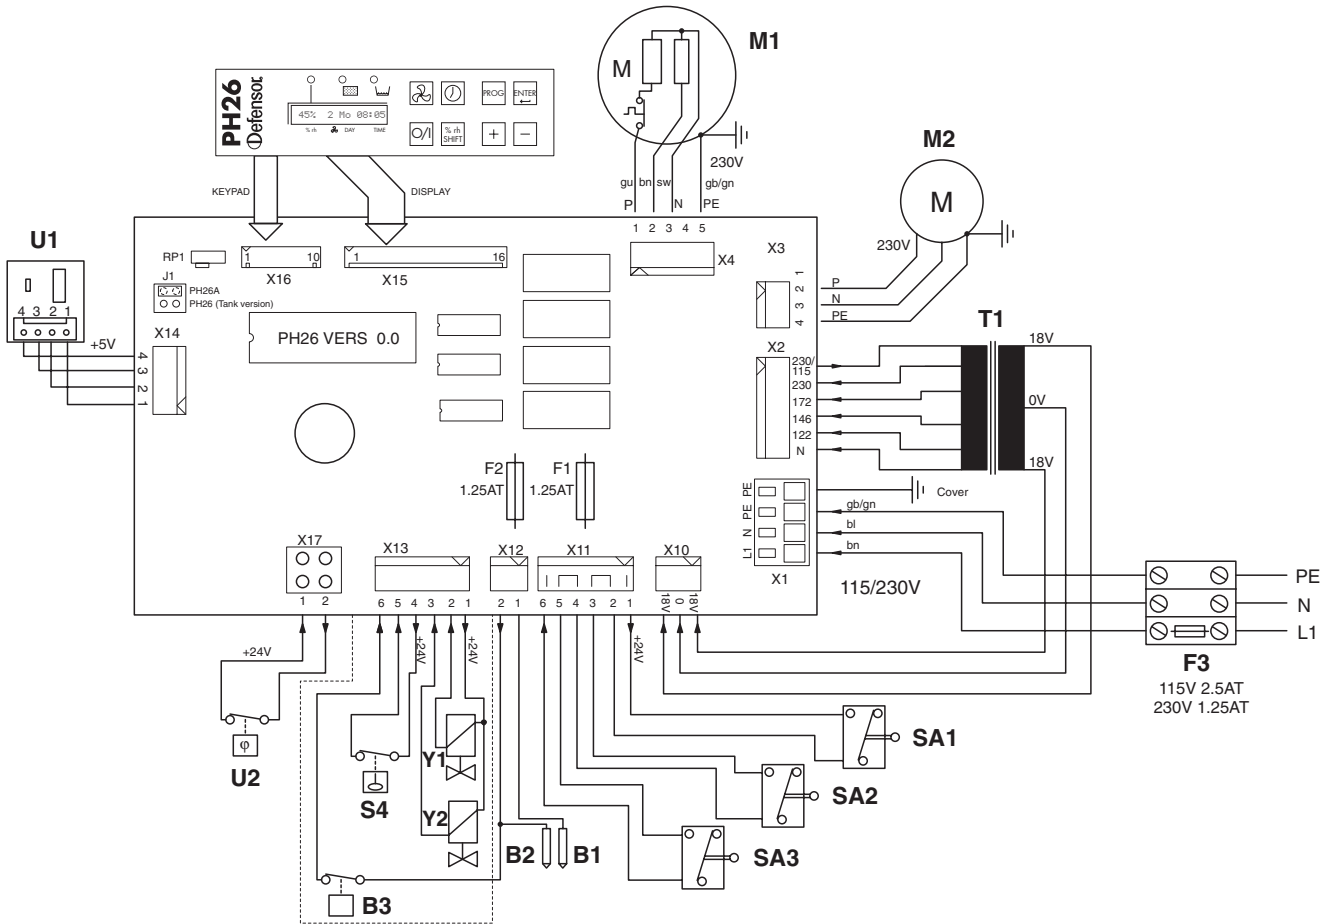 M1
M
PH26
Defensor
45% 2 Mo 08:05
% rh DAY TIME
PROG
ENTER
O/I
% rh
SHIFT
+
−
M2
M
230V
gu bn sw gb/gn
P N PE
1 2 3 4 5
KEYPAD
DISPLAY
U1
4 3 2 1
+5V
RP1
J1
PH26A
PH26 (Tank version)
1 10
X16
1 16
X15
X4
X3
1
2
3
4
230V
P
N
PE
X14
4
3
2
1
PH26 VERS 0.0
T1
18V
0V
18V
X2
230/
115
230
172
146
122
N
F2
1.25AT
F1
1.25AT
PE
PE
N
L1
X1
Cover
gb/gn
bl
bn
115/230V
X17
1 2
X13
6 5 4 3 2 1
X12
2 1
X11
6 5 4 3 2 1
X10
18V
0
18V
PE
N
L1
F3
115V 2.5AT
230V 1.25AT
+24V
+24V
+24V
+24V
φ
U2
S4
Y1
Y2
B2
B1
B3
SA1
SA2
SA3